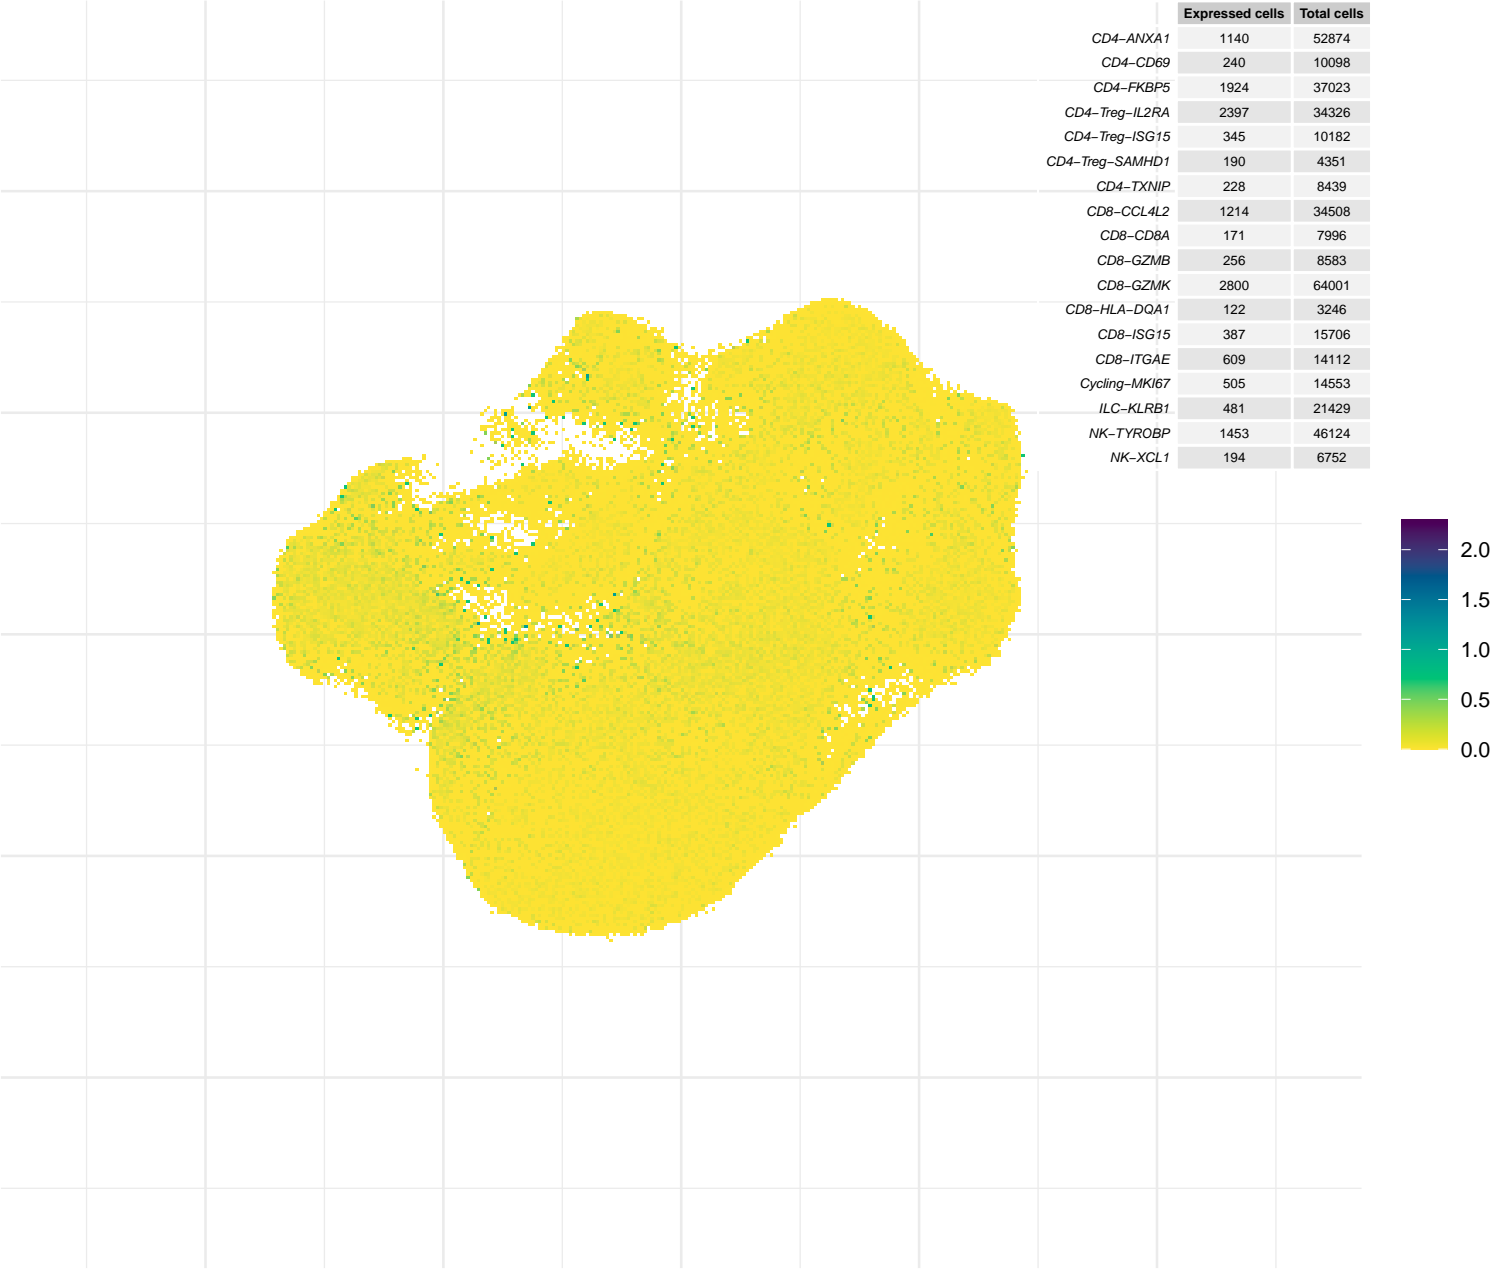 Expressed cells Total cells
CD4−ANXA1 1140 52874
CD4−CD69 240 10098
CD4−FKBP5 1924 37023
CD4−Treg−IL2RA 2397 34326
CD4−Treg−ISG15 345 10182
CD4−Treg−SAMHD1 190 4351
CD4−TXNIP 228 8439
CD8−CCL4L2 1214 34508
CD8−CD8A 171 7996
CD8−GZMB 256 8583
CD8−GZMK 2800 64001
CD8−HLA−DQA1 122 3246
CD8−ISG15 387 15706
CD8−ITGAE 609 14112
Cycling−MKI67 505 14553
ILC−KLRB1 481 21429
NK−TYROBP 1453 46124
NK−XCL1 194 6752
2.0
1.5
1.0
0.5
0.0